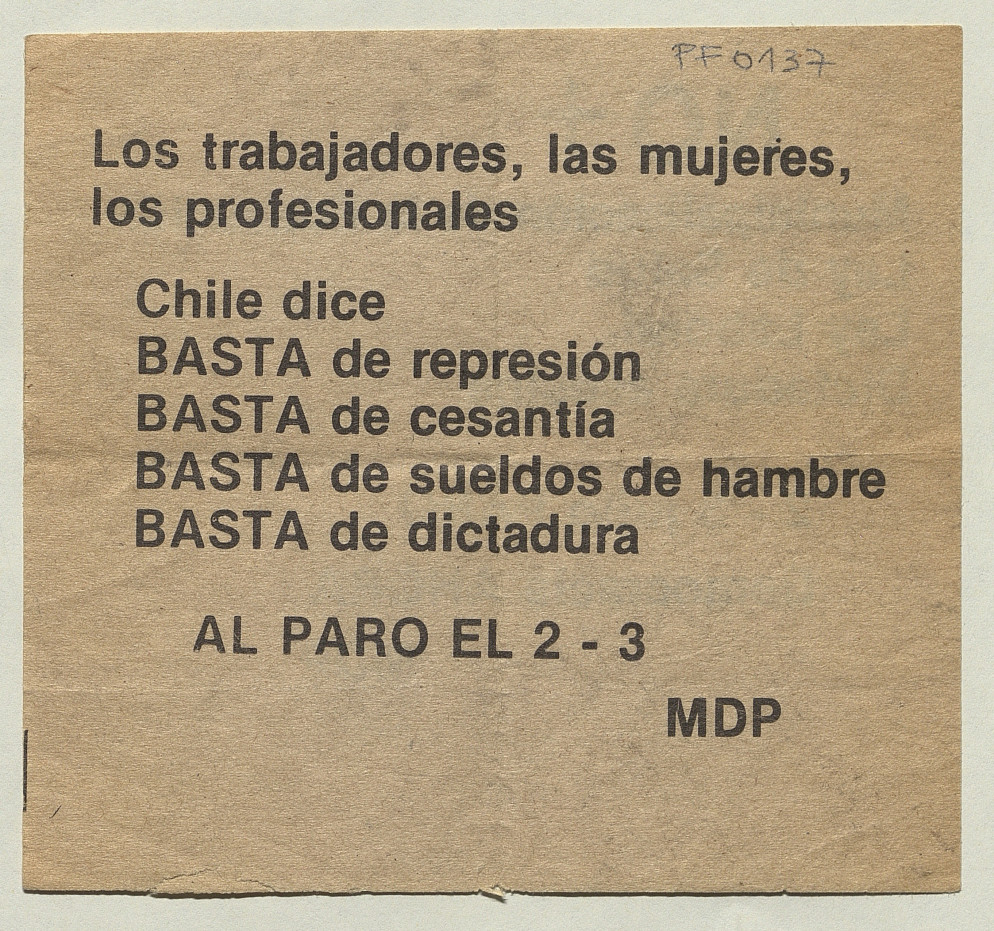 PF0137
Los trabajadores, las mujeres,
los profesionales
Chile dice
BASTA de represión
BASTA de cesantía
BASTA de sueldos de hambre
BASTA de dictadura
AL PARO EL 2 - 3
MDP